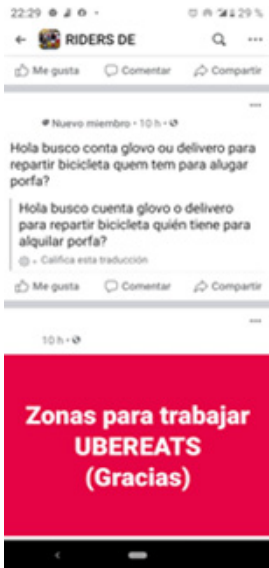 22:29
29 %
RIDERS DE
Me gusta Comentar Compartir
Nuevo miembro · 10 h ·
Hola busco conta glovo ou delivero para
repartir bicicleta quem tem para alugar
porfa?
Hola busco cuenta glovo o delivero
para repartir bicicleta quién tiene para
alquilar porfa?
Califica esta traducción
Me gusta Comentar Compartir
10 h ·
Zonas para trabajar
UBEREATS
(Gracias)